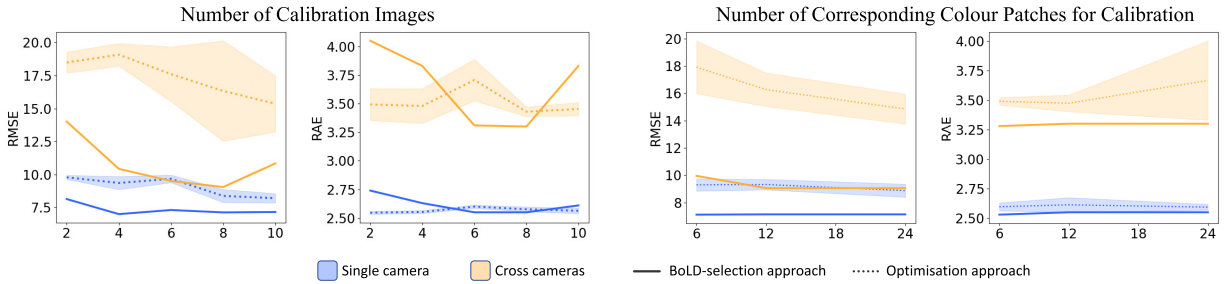 Number of Calibration Images
Number of Corresponding Colour Patches for Calibration
RMSE
20.0
17.5
15.0
12.5
10.0
7.5
2 4 6 8 10
RAE
4.00
3.75
3.50
3.25
3.00
2.75
2.50
2 4 6 8 10
RMSE
20
18
16
14
12
10
8
6 12 24
RAE
4.00
3.75
3.50
3.25
3.00
2.75
2.50
6 12 24
Single camera
Cross cameras
BoLD-selection approach
Optimisation approach